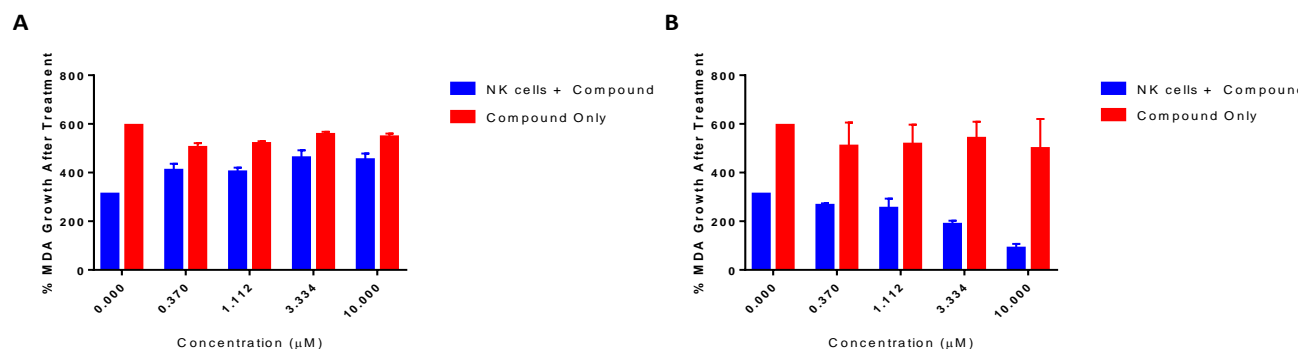 A
% MDA Growth After Treatment
800
600
400
200
0
0.000
0.370
1.112
3.334
10.000
Concentration (μM)
NK cells + Compound
Compound Only
B
% MDA Growth After Treatment
800
600
400
200
0
0.000
0.370
1.112
3.334
10.000
Concentration (μM)
NK cells + Compoun
Compound Only